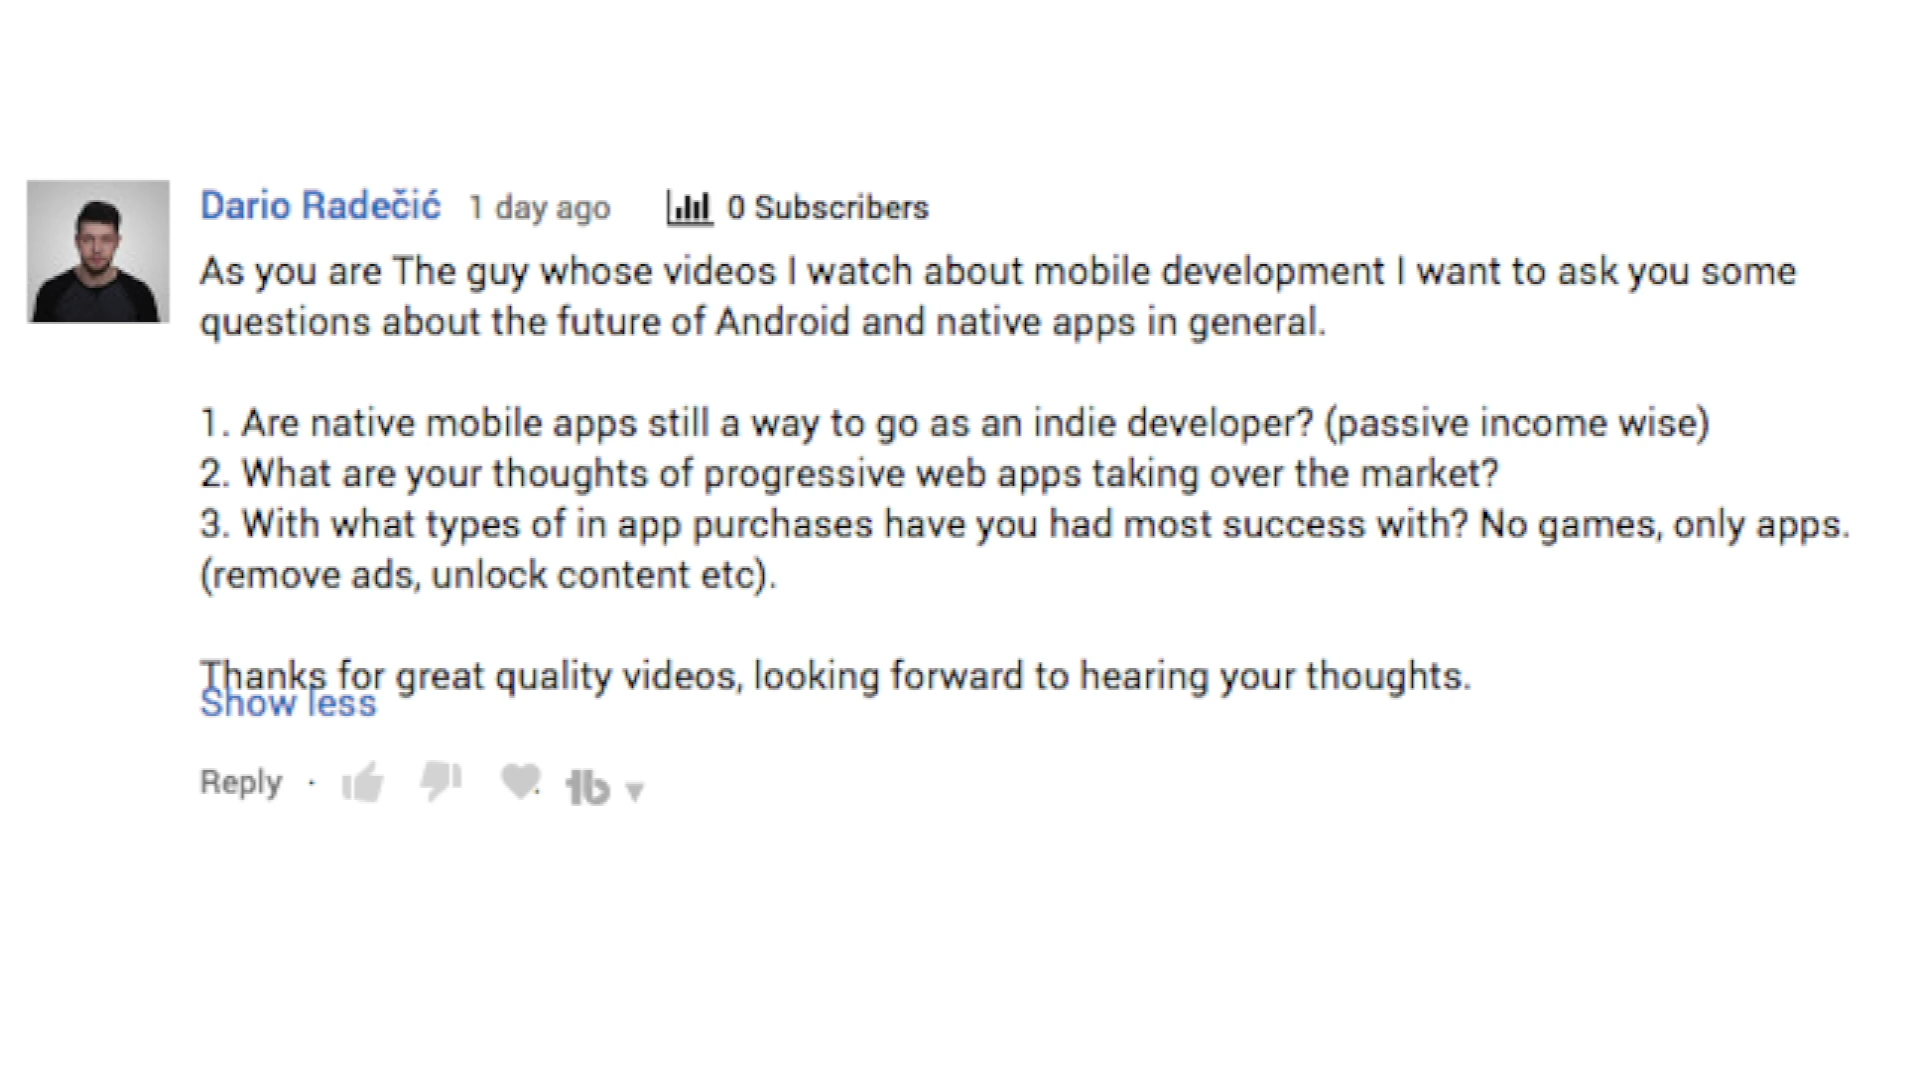 Dario Radečić 1 day ago 0 Subscribers
As you are The guy whose videos I watch about mobile development I want to ask you some
questions about the future of Android and native apps in general.
1. Are native mobile apps still a way to go as an indie developer? (passive income wise)
2. What are your thoughts of progressive web apps taking over the market?
3. With what types of in app purchases have you had most success with? No games, only apps.
(remove ads, unlock content etc).
Thanks for great quality videos, looking forward to hearing your thoughts.
Show less
Reply · tb